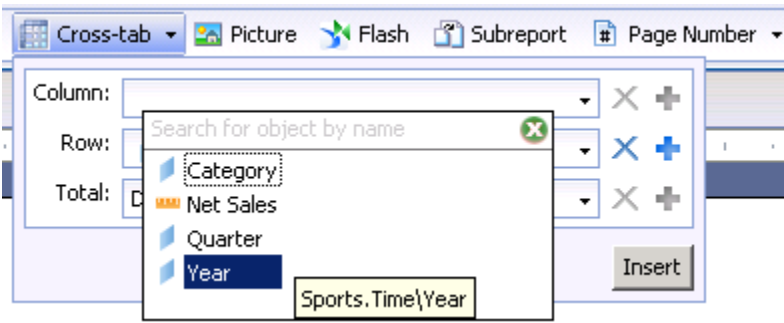 Cross-tab Picture Flash Subreport # Page Number
Column:
Search for object by name
Row:
Category
Total: D
Net Sales
Quarter
Year
Insert
Sports.Time\Year